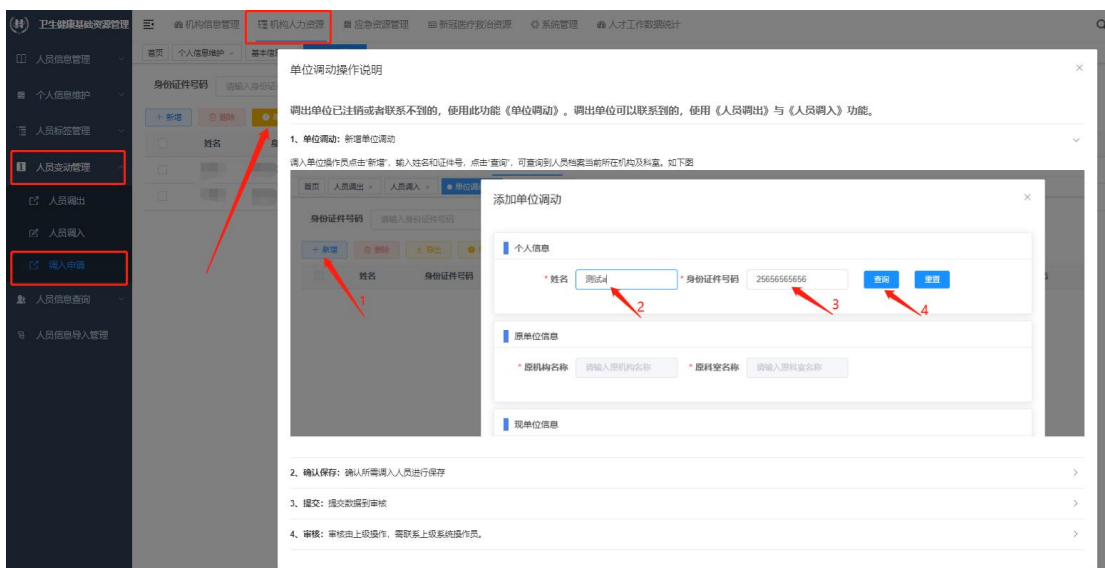 卫生健康基础资源管理
机构信息管理
机构人力资源
应急资源管理
新冠医疗救治资源
系统管理
人才工作数据统计
人员信息管理
个人信息维护
人员标签管理
人员变动管理
人员调出
人员调入
调入申请
人员信息查询
人员信息导入管理
首页
个人信息维护
基本信
身份证件号码
请输入身份证
+ 新增
删除
姓名
单位调动操作说明
调出单位已注销或者联系不到的，使用此功能《单位调动》。调出单位可以联系到的，使用《人员调出》与《人员调入》功能。
1、单位调动：新增单位调动
调入单位操作员点击“新增”，输入姓名和证件号，点击“查询”，可查询到人员档案当前所在机构及科室。如下图
首页
人员调出
人员调入
单位调
身份证件号码
请输入身份证件号码
+ 新增
删除
导出
姓名
身份证件号码
1
添加单位调动
个人信息
* 姓名
测试a
* 身份证件号码
25656565656
查询
重置
2
3
4
原单位信息
* 原机构名称
请输入原机构名称
* 原科室名称
请输入原科室名称
现单位信息
2、确认保存：确认所需调入人员进行保存
3、提交：提交数据到审核
4、审核：审核由上级操作，需联系上级系统操作员。